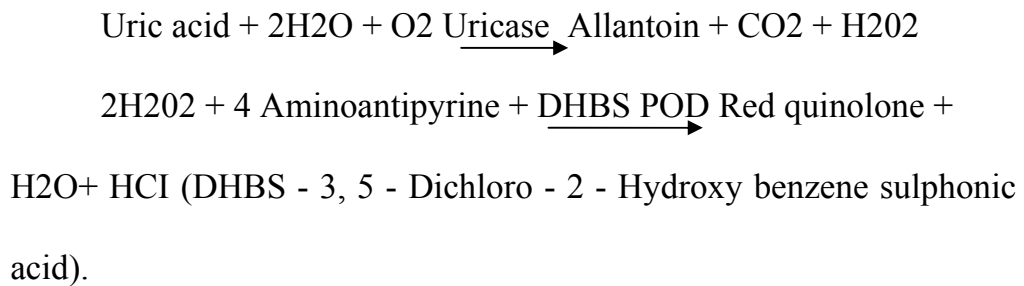 Uric acid + 2H2O + O2 Uricase Allantoin + CO2 + H202
2H202 + 4 Aminoantipyrine + DHBS POD Red quinolone +
H2O+ HCI (DHBS - 3, 5 - Dichloro - 2 - Hydroxy benzene sulphonic
acid).